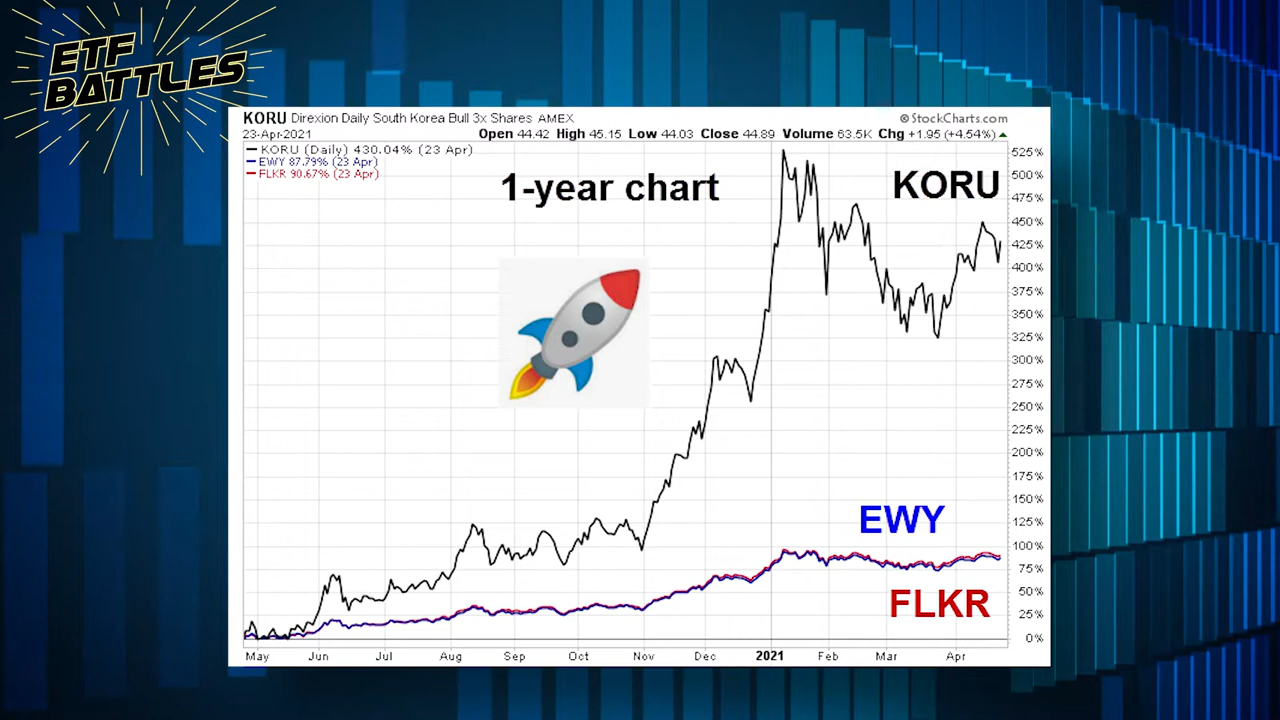 ETF
BATTLES
KORU Direxion Daily South Korea Bull 3x Shares AMEX
© StockCharts.com
23-Apr-2021
Open 44.42 High 45.15 Low 44.03 Close 44.89 Volume 63.5K Chg +1.95 (+4.54%)
KORU (Daily) 430.04% (23 Apr)
EWY 87.79% (23 Apr)
FLKR 90.67% (23 Apr)
1-year chart
KORU
EWY
FLKR
525%
500%
475%
450%
425%
400%
375%
350%
325%
300%
275%
250%
225%
200%
175%
150%
125%
100%
75%
50%
25%
0%
May Jun Jul Aug Sep Oct Nov Dec 2021 Feb Mar Apr